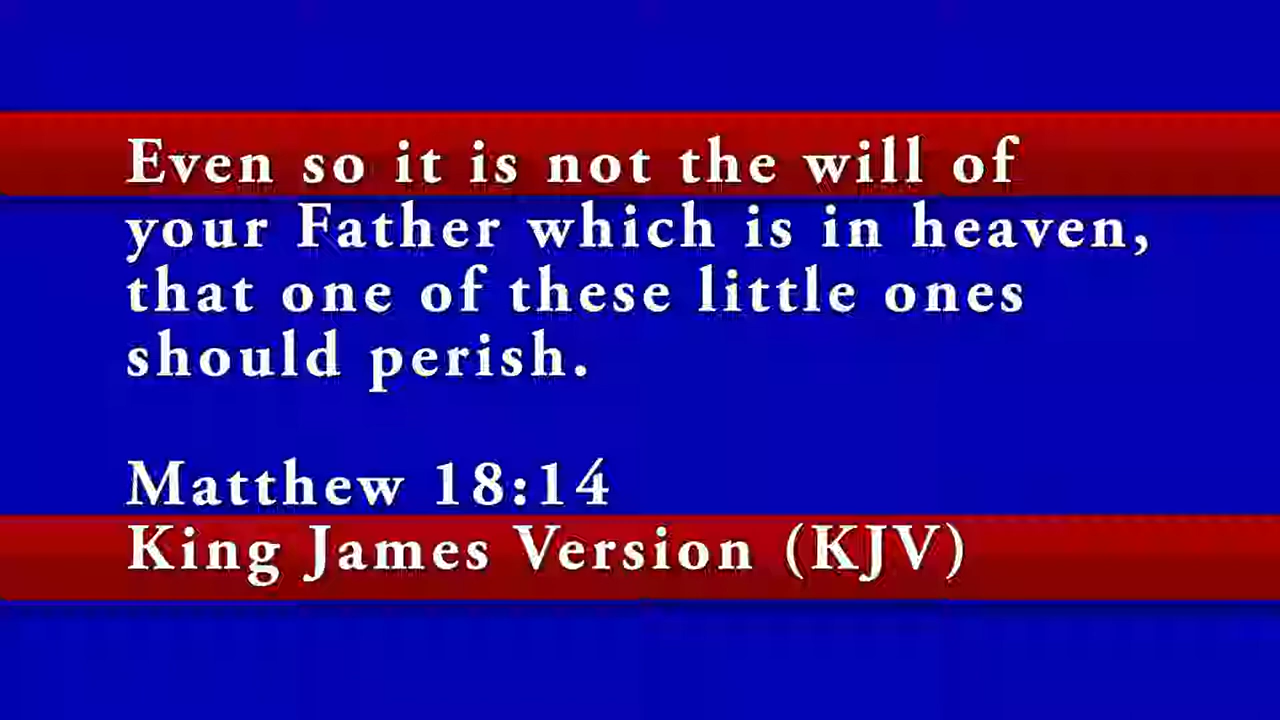 Even so it is not the will of
your Father which is in heaven,
that one of these little ones
should perish.
Matthew 18:14
King James Version (KJV)